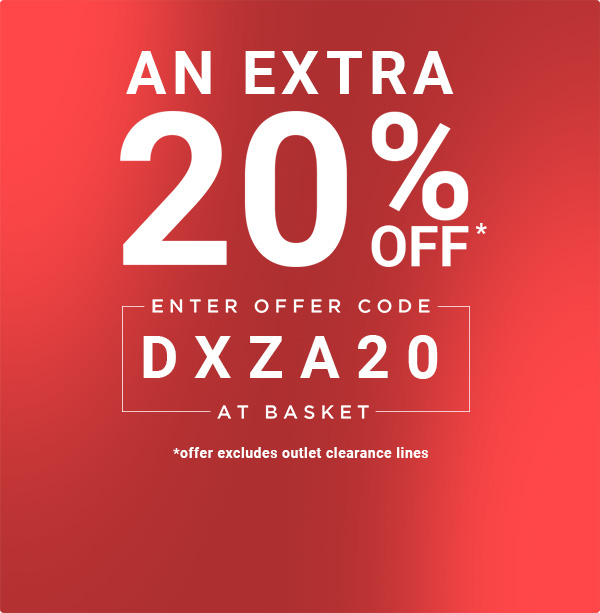 AN EXTRA
20%
OFF*
ENTER OFFER CODE
DXZA20
AT BASKET
*offer excludes outlet clearance lines